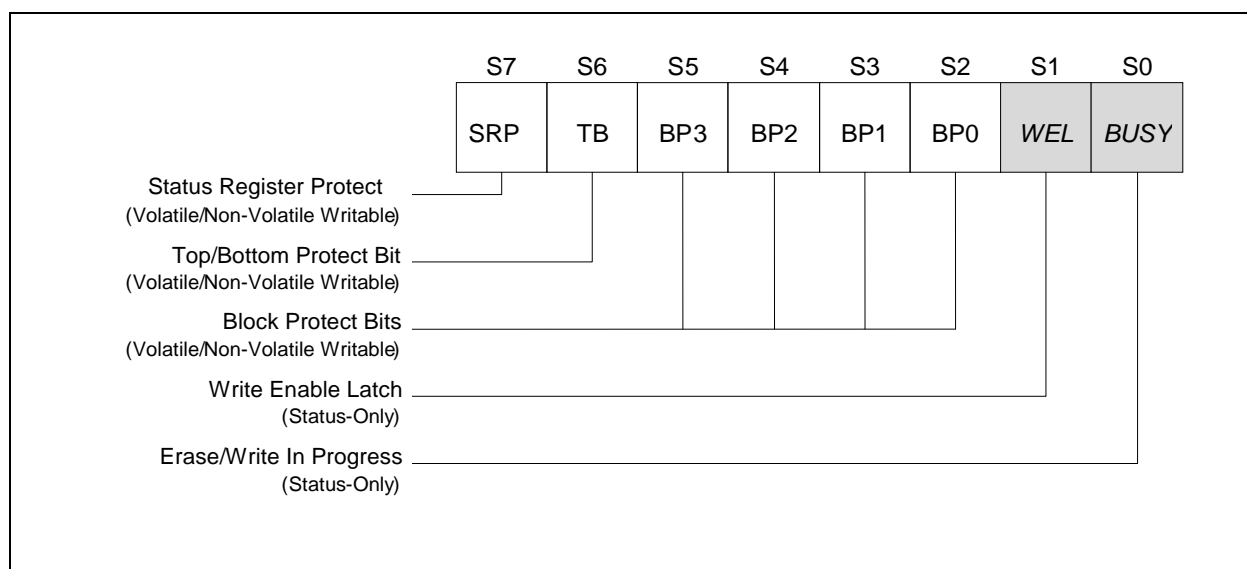 S7 S6 S5 S4 S3 S2 S1 S0
SRP TB BP3 BP2 BP1 BP0 WEL BUSY
Status Register Protect
(Volatile/Non-Volatile Writable)
Top/Bottom Protect Bit
(Volatile/Non-Volatile Writable)
Block Protect Bits
(Volatile/Non-Volatile Writable)
Write Enable Latch
(Status-Only)
Erase/Write In Progress
(Status-Only)